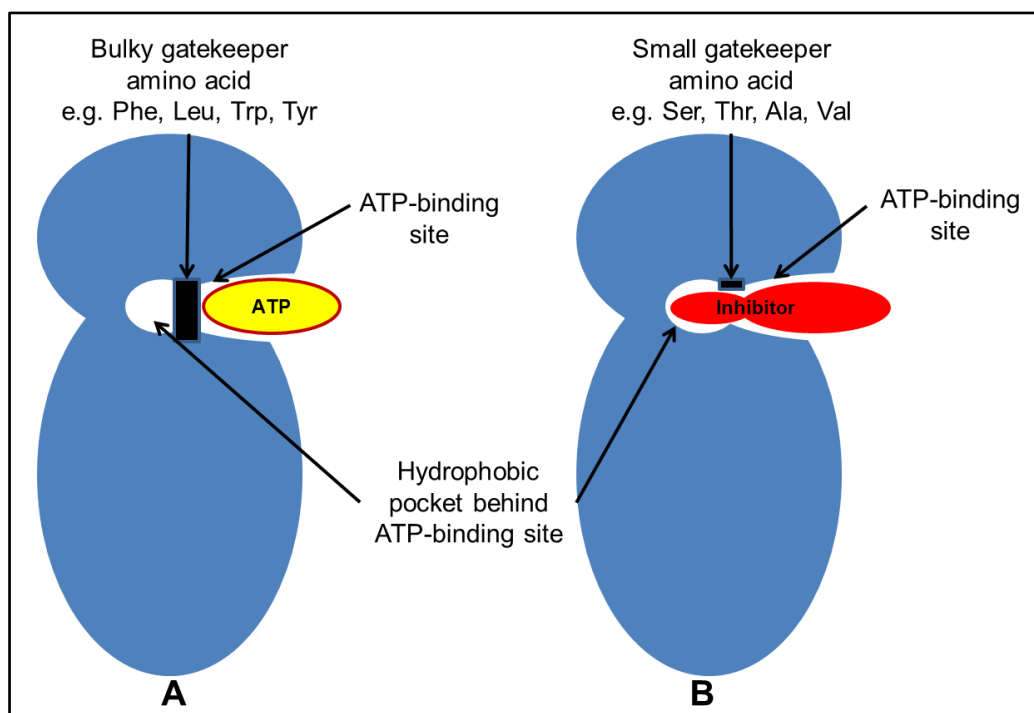 Bulky gatekeeper
amino acid
e.g. Phe, Leu, Trp, Tyr
Small gatekeeper
amino acid
e.g. Ser, Thr, Ala, Val
ATP-binding
site
ATP-binding
site
ATP
Inhibitor
Hydrophobic
pocket behind
ATP-binding site
A
B